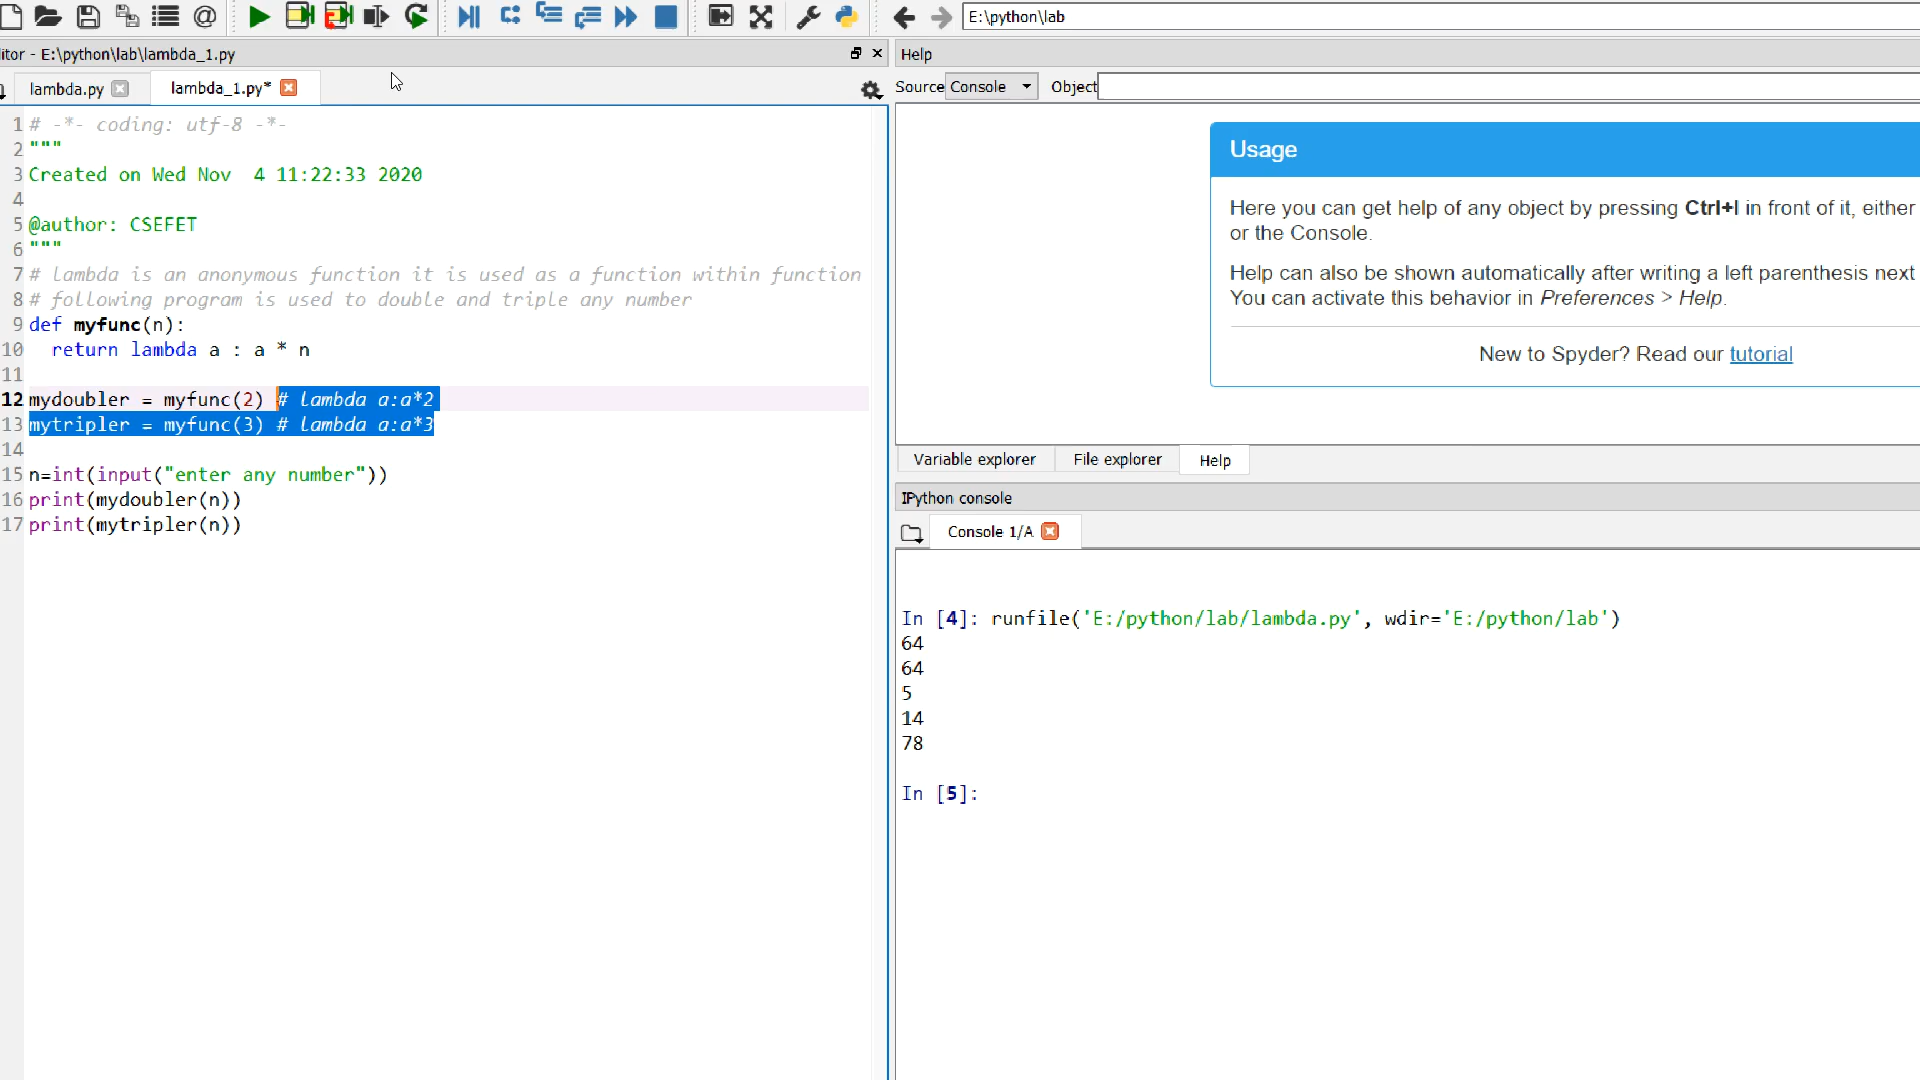 E:\python\lab
itor - E:\python\lab\lambda_1.py
Help
lambda.py
lambda_1.py*
Source Console
Object
1 # -*- coding: utf-8 -*-
2 """
3 Created on Wed Nov  4 11:22:33 2020
4
5 @author: CSEFET
6 """
7 # lambda is an anonymous function it is used as a function within function
8 # following program is used to double and triple any number
9 def myfunc(n):
10   return lambda a : a * n
11
12 mydoubler = myfunc(2) # lambda a:a*2
13 mytripler = myfunc(3) # lambda a:a*3
14
15 n=int(input("enter any number"))
16 print(mydoubler(n))
17 print(mytripler(n))
Usage
Here you can get help of any object by pressing Ctrl+I in front of it, either
or the Console.
Help can also be shown automatically after writing a left parenthesis next
You can activate this behavior in Preferences > Help.
New to Spyder? Read our tutorial
Variable explorer
File explorer
Help
IPython console
Console 1/A
In [4]: runfile('E:/python/lab/lambda.py', wdir='E:/python/lab')
64
64
5
14
78
In [5]: